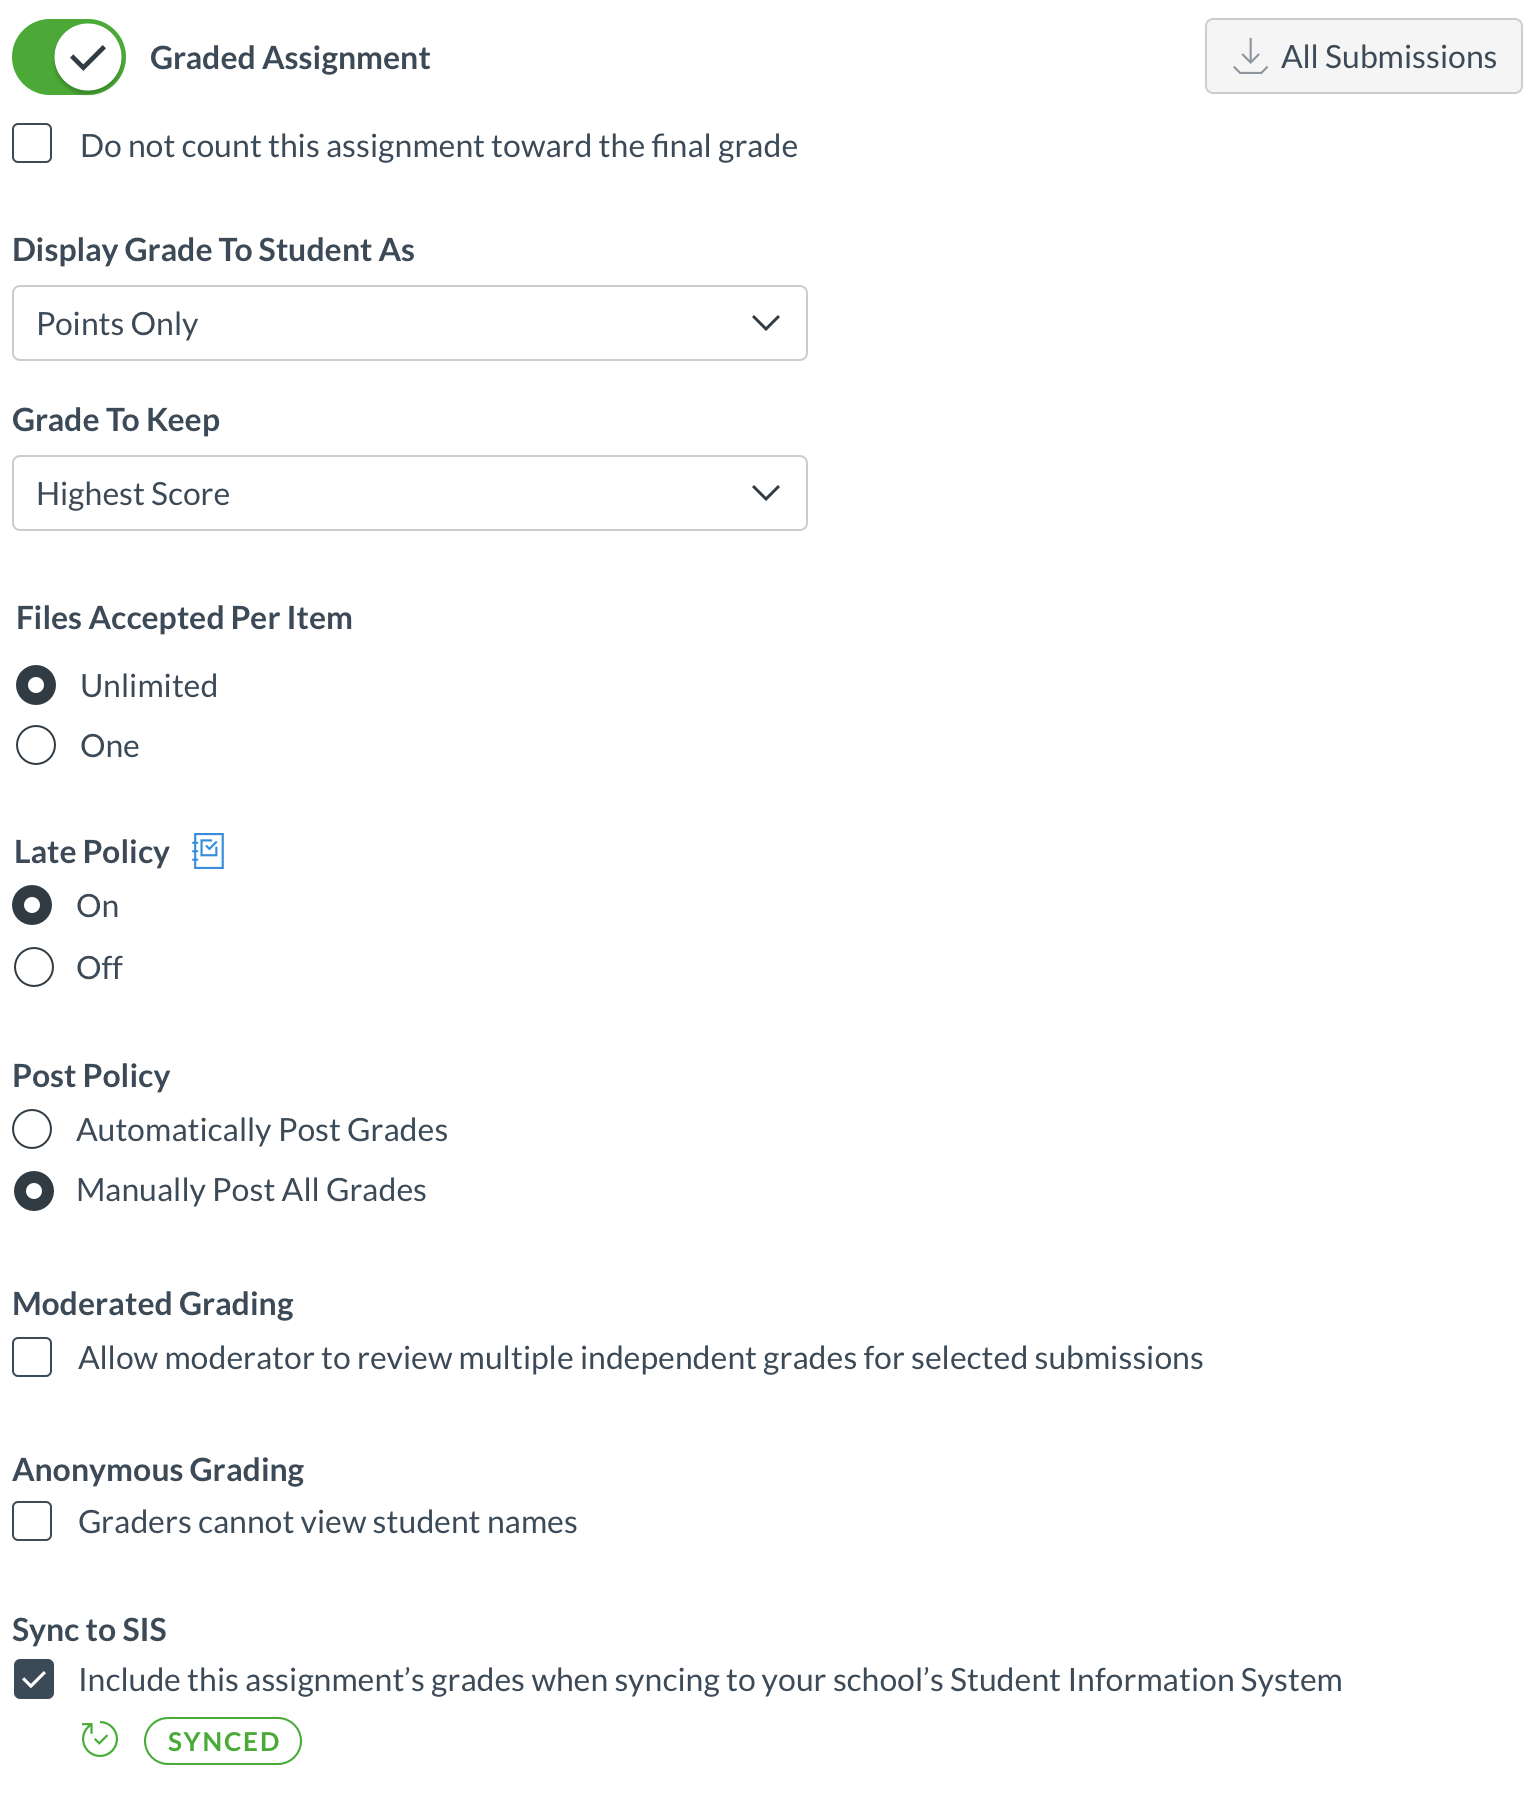 Graded Assignment
All Submissions
Do not count this assignment toward the final grade
Display Grade To Student As
Points Only
Grade To Keep
Highest Score
Files Accepted Per Item
Unlimited
One
Late Policy
On
Off
Post Policy
Automatically Post Grades
Manually Post All Grades
Moderated Grading
Allow moderator to review multiple independent grades for selected submissions
Anonymous Grading
Graders cannot view student names
Sync to SIS
Include this assignment’s grades when syncing to your school’s Student Information System
SYNCED